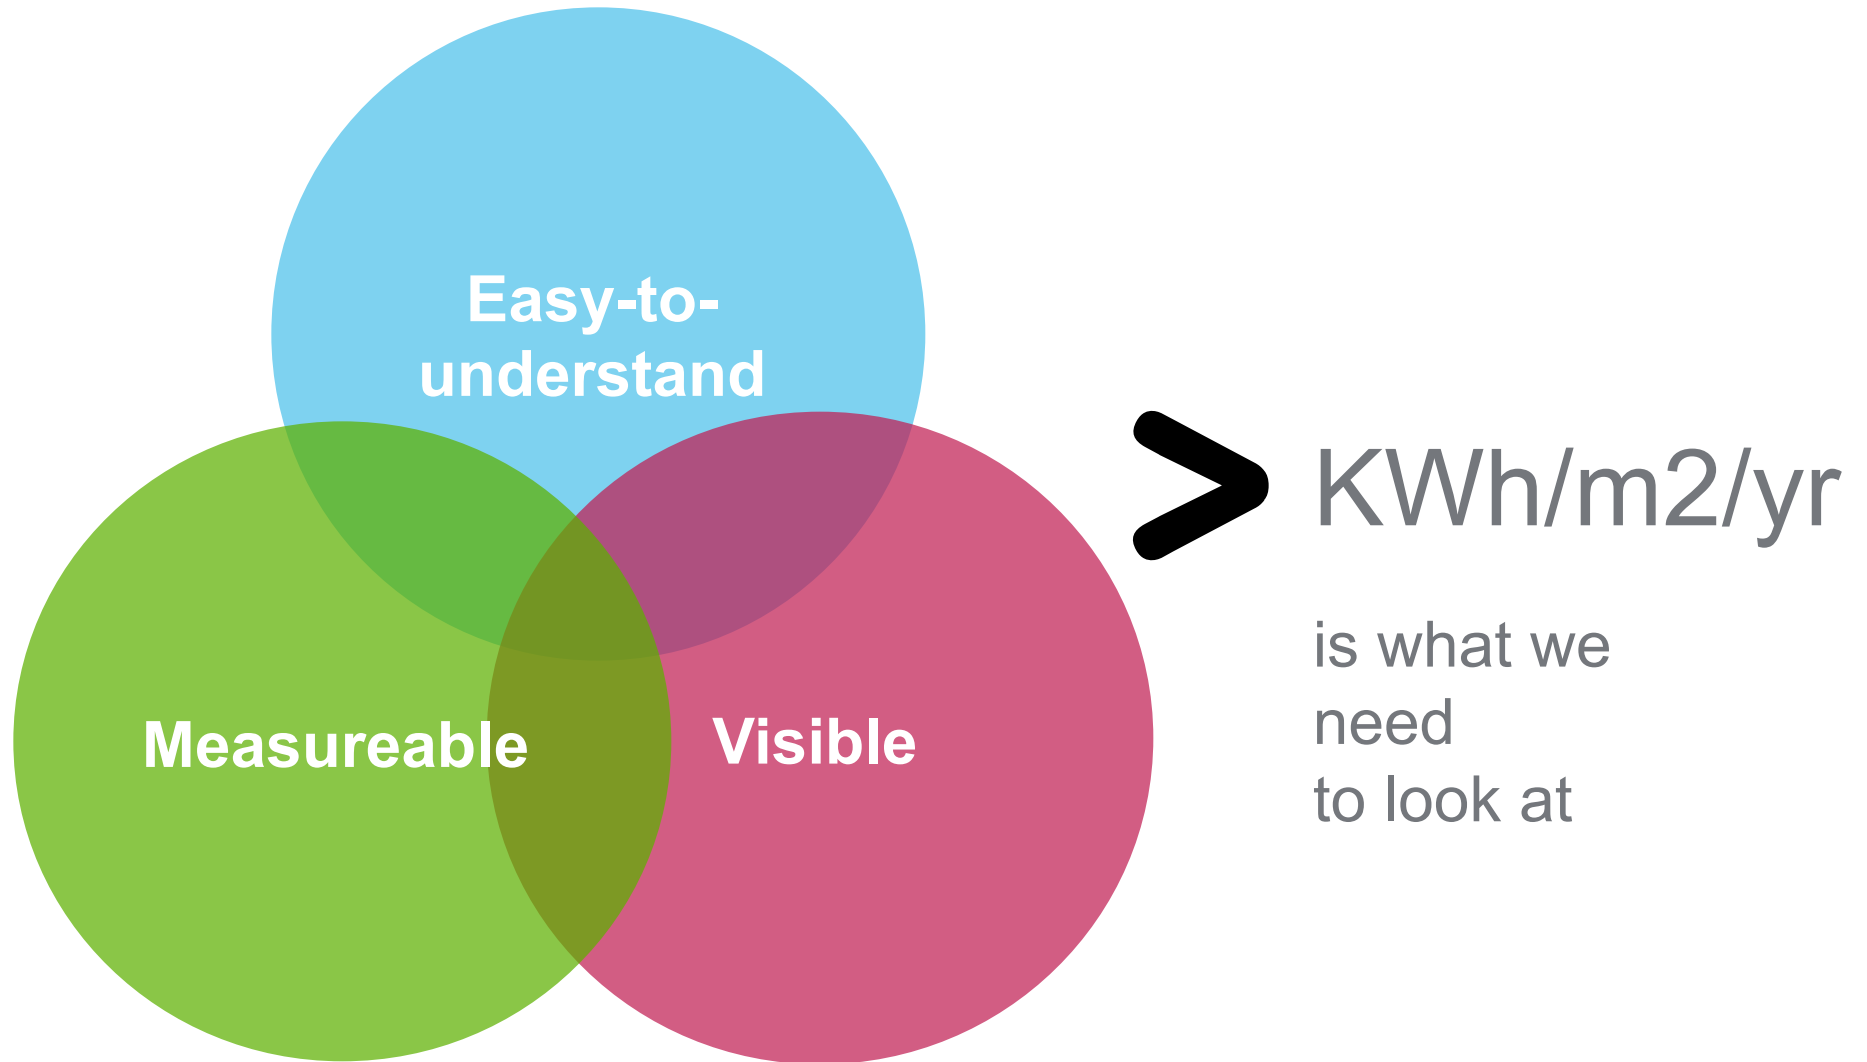 Easy-to-
understand
Measureable
Visible
> KWh/m2/yr
is what we
need
to look at